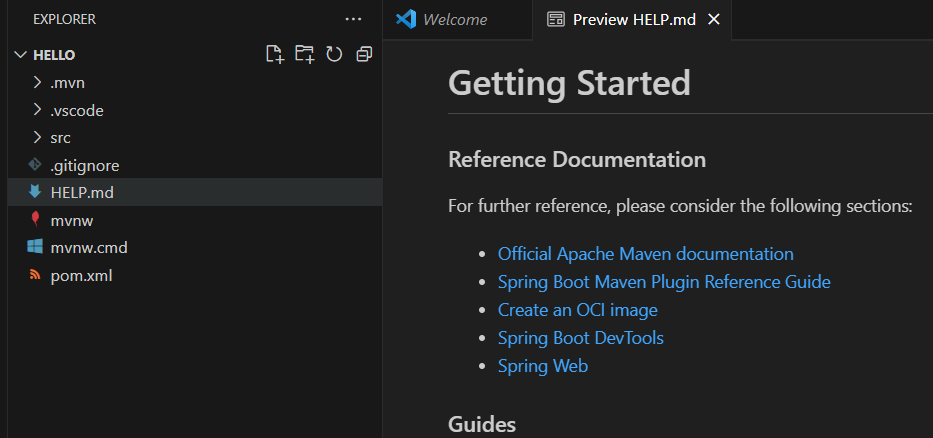 EXPLORER
HELLO
.mvn
.vscode
src
.gitignore
HELP.md
mvnw
mvnw.cmd
pom.xml
Welcome
Preview HELP.md
Getting Started
Reference Documentation
For further reference, please consider the following sections:
Official Apache Maven documentation
Spring Boot Maven Plugin Reference Guide
Create an OCI image
Spring Boot DevTools
Spring Web
Guides